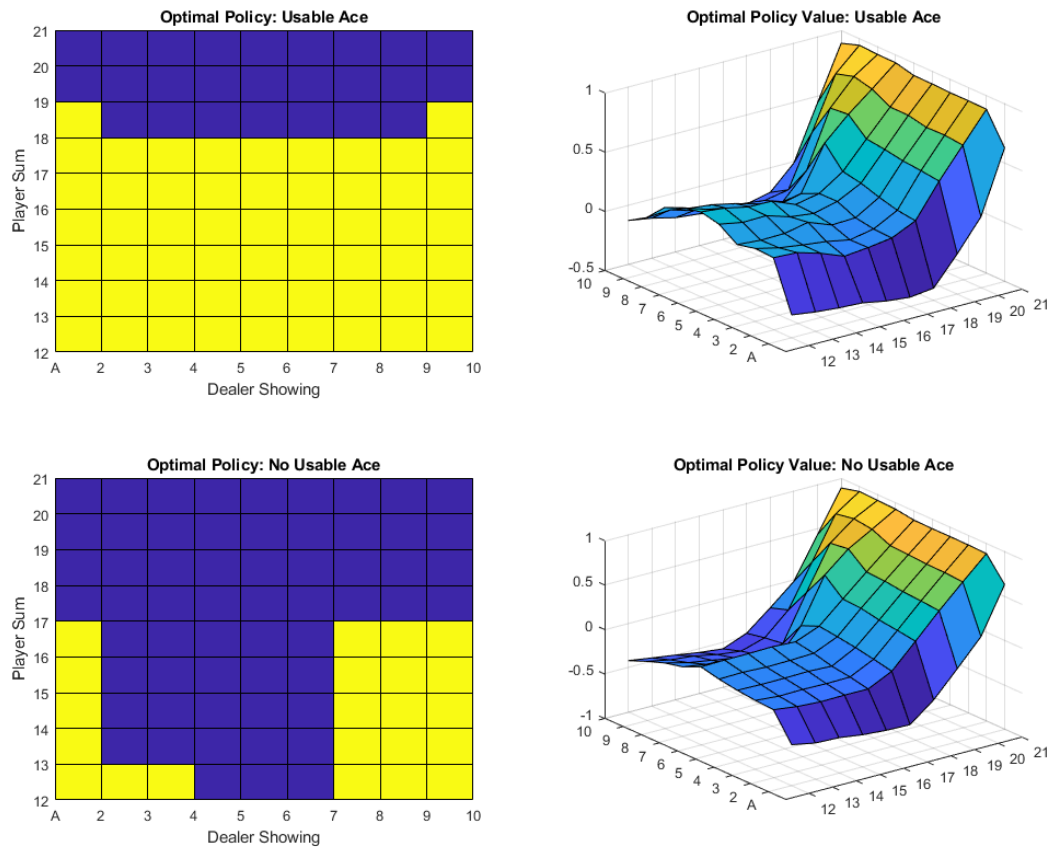 Optimal Policy: Usable Ace
21
20
19
18
17
16
15
14
13
12
Player Sum
A 2 3 4 5 6 7 8 9 10
Dealer Showing
Optimal Policy Value: Usable Ace
1
0.5
0
-0.5
10 9 8 7 6 5 4 3 2 A
12 13 14 15 16 17 18 19 20 21
Optimal Policy: No Usable Ace
21
20
19
18
17
16
15
14
13
12
Player Sum
A 2 3 4 5 6 7 8 9 10
Dealer Showing
Optimal Policy Value: No Usable Ace
1
0.5
0
-0.5
-1
10 9 8 7 6 5 4 3 2 A
12 13 14 15 16 17 18 19 20 21